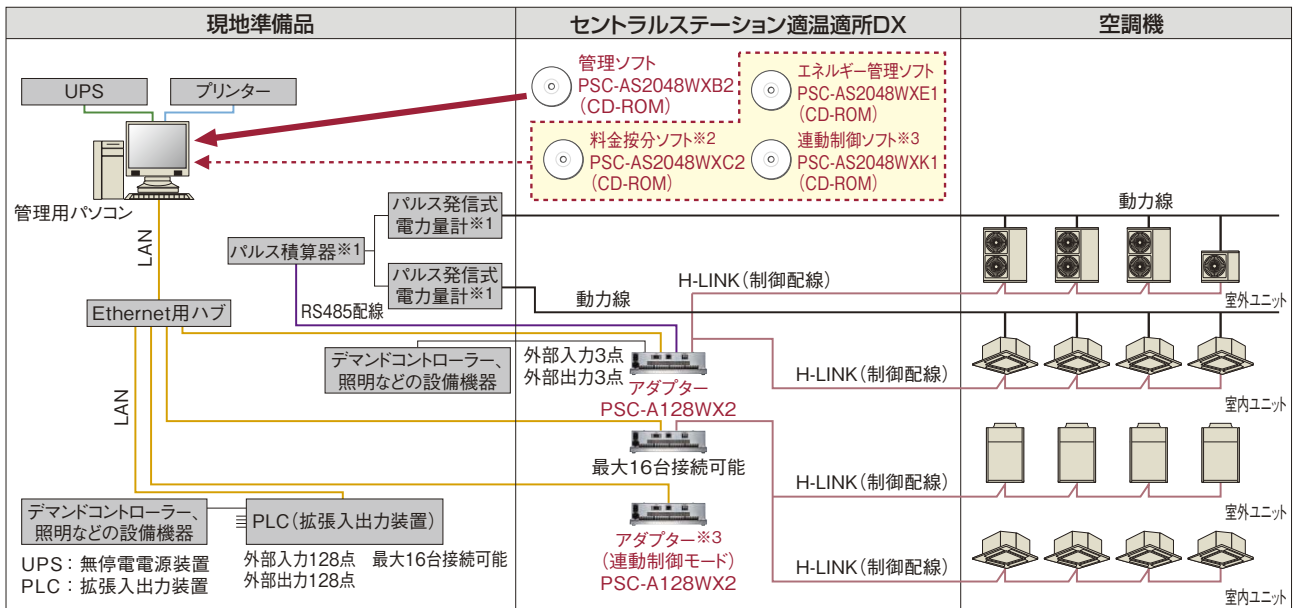 現地準備品
セントラルステーション適温適所DX
空調機
UPS
プリンター
管理用パソコン
管理ソフト
PSC-AS2048WXB2
(CD-ROM)
エネルギー管理ソフト
PSC-AS2048WXE1
(CD-ROM)
料金按分ソフト※2
PSC-AS2048WXC2
(CD-ROM)
連動制御ソフト※3
PSC-AS2048WXK1
(CD-ROM)
LAN
パルス積算器※1
パルス発信式
電力量計※1
パルス発信式
電力量計※1
動力線
動力線
H-LINK(制御配線)
室外ユニット
Ethernet用ハブ
RS485配線
デマンドコントローラー、
照明などの設備機器
外部入力3点
外部出力3点
アダプター
PSC-A128WX2
H-LINK(制御配線)
室内ユニット
LAN
最大16台接続可能
H-LINK(制御配線)
室外ユニット
デマンドコントローラー、
照明などの設備機器
PLC(拡張入出力装置)
外部入力128点 最大16台接続可能
外部出力128点
アダプター※3
(連動制御モード)
PSC-A128WX2
H-LINK(制御配線)
室内ユニット
UPS:無停電電源装置
PLC:拡張入出力装置